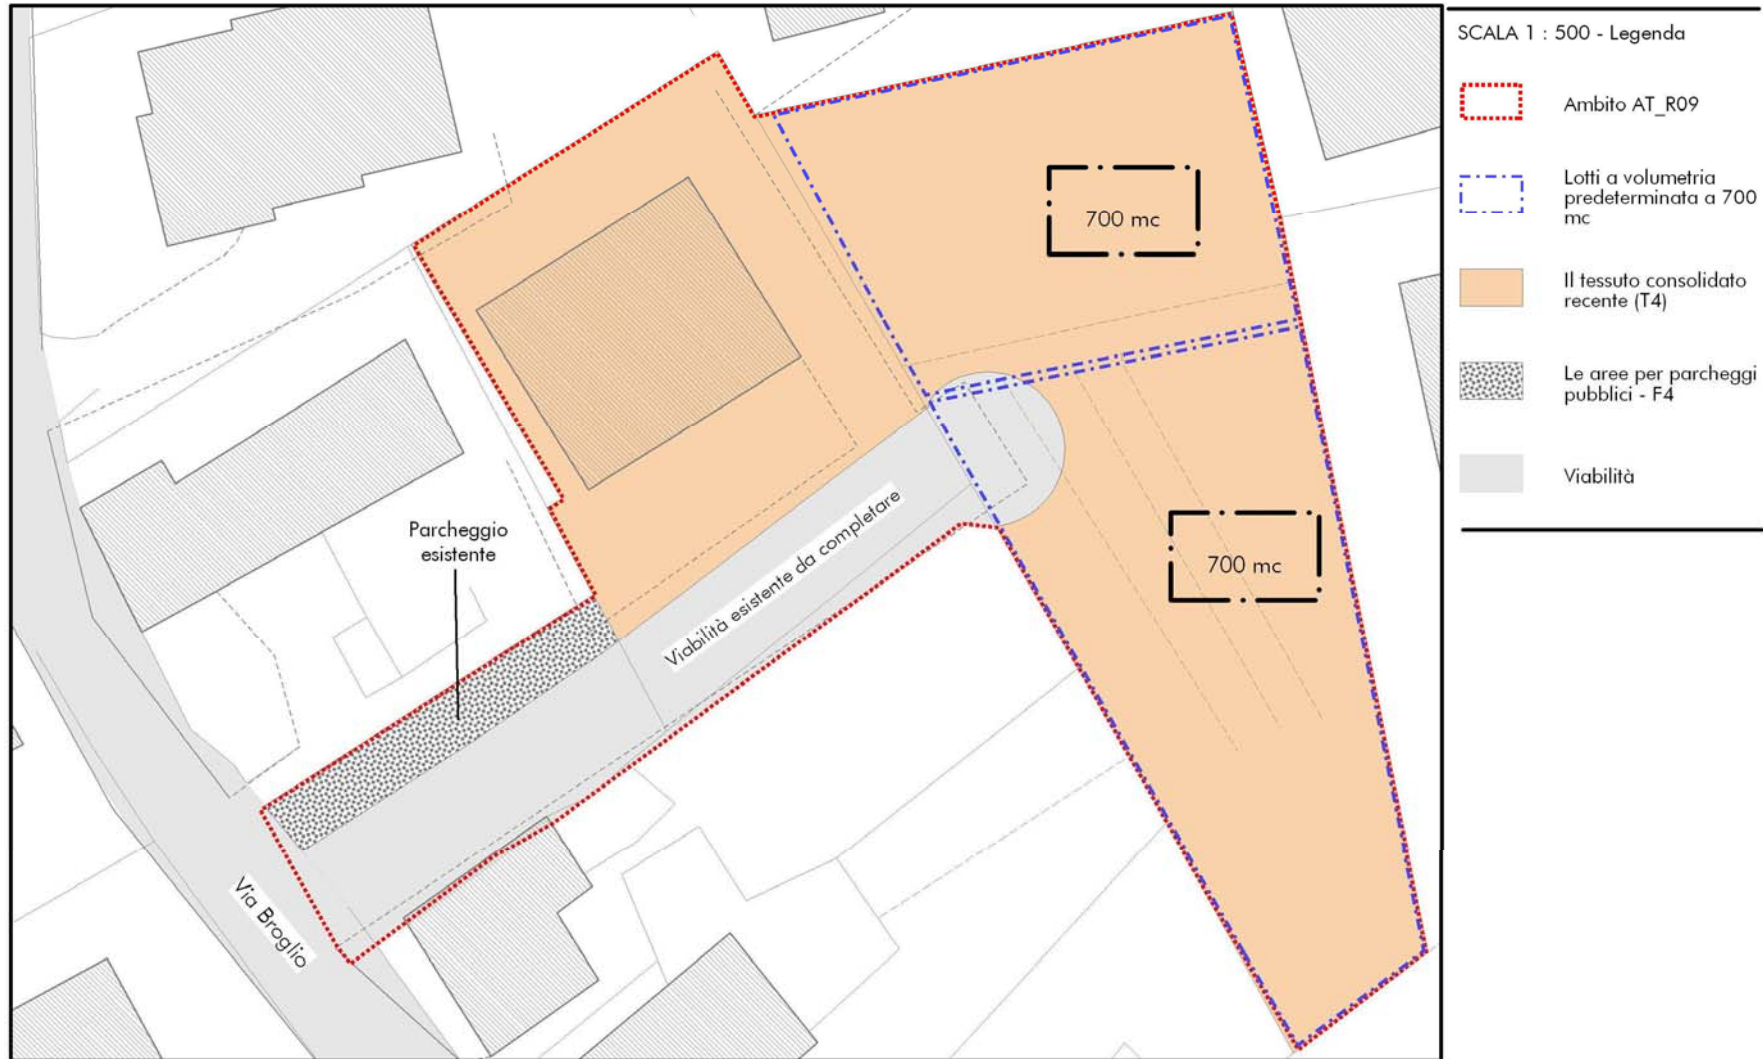 SCALA 1 : 500 - Legenda
Ambito AT_R09
Lotti a volumetria
predeterminata a 700
mc
Il tessuto consolidato
recente (T4)
Le aree per parcheggi
pubblici - F4
Viabilità
700 mc
700 mc
Parcheggio
esistente
Viabilità esistente da completare
Via Broglio